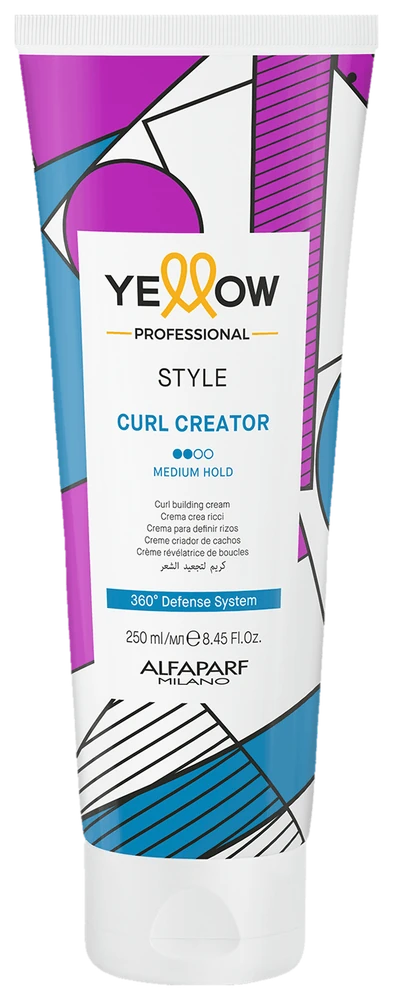 YELLOW
PROFESSIONAL
STYLE
CURL CREATOR
MEDIUM HOLD
Curl building cream
Crema crea ricci
Crema para definir rizos
Creme criador de cachos
Crème révélatrice de boucles
كريم لتجعيد الشعر
360° Defense System
250 ml/мл℮8.45 Fl.Oz.
ALFAPARF
MILANO